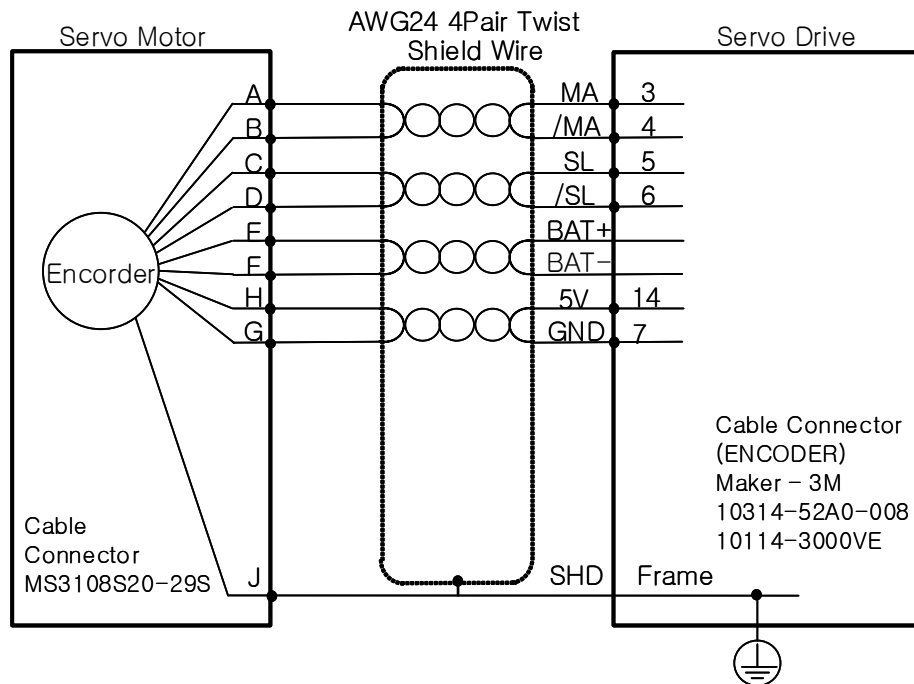 Servo Motor
AWG24 4Pair Twist
Shield Wire
Servo Drive
A
MA
3
B
/MA
4
C
SL
5
D
/SL
6
E
BAT+
F
BAT-
Encorder
H
5V
14
G
GND
7
Cable Connector
(ENCODER)
Maker - 3M
10314-52A0-008
10114-3000VE
Cable
Connector
MS3108S20-29S
J
SHD
Frame